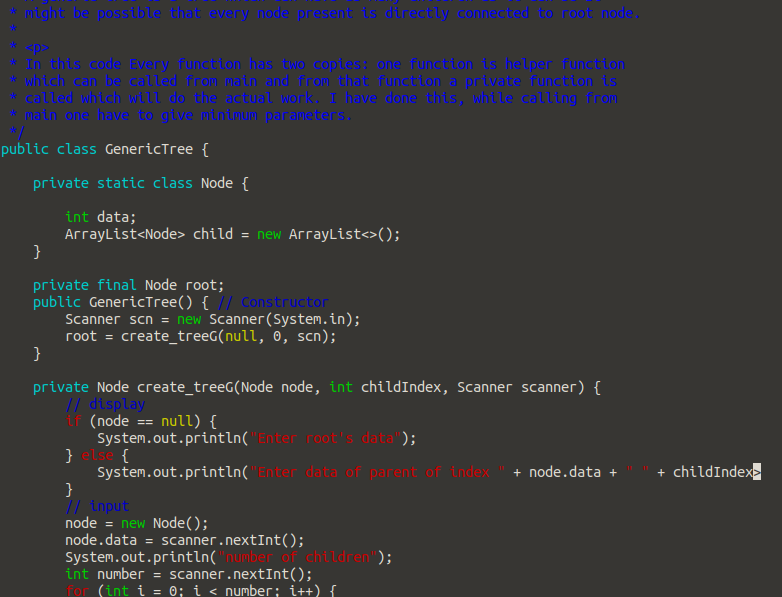 * might be possible that every node present is directly connected to root node.
*
* <p>
* In this code Every function has two copies: one function is helper function
* which can be called from main and from that function a private function is
* called which will do the actual work. I have done this, while calling from
* main one have to give minimum parameters.
*/
public class GenericTree {
private static class Node {
int data;
ArrayList<Node> child = new ArrayList<>();
}
private final Node root;
public GenericTree() { // Constructor
Scanner scn = new Scanner(System.in);
root = create_treeG(null, 0, scn);
}
private Node create_treeG(Node node, int childIndex, Scanner scanner) {
// display
if (node == null) {
System.out.println("Enter root's data");
} else {
System.out.println("Enter data of parent of index " + node.data + " " + childIndex>
}
// input
node = new Node();
node.data = scanner.nextInt();
System.out.println("number of children");
int number = scanner.nextInt();
for (int i = 0; i < number; i++) {